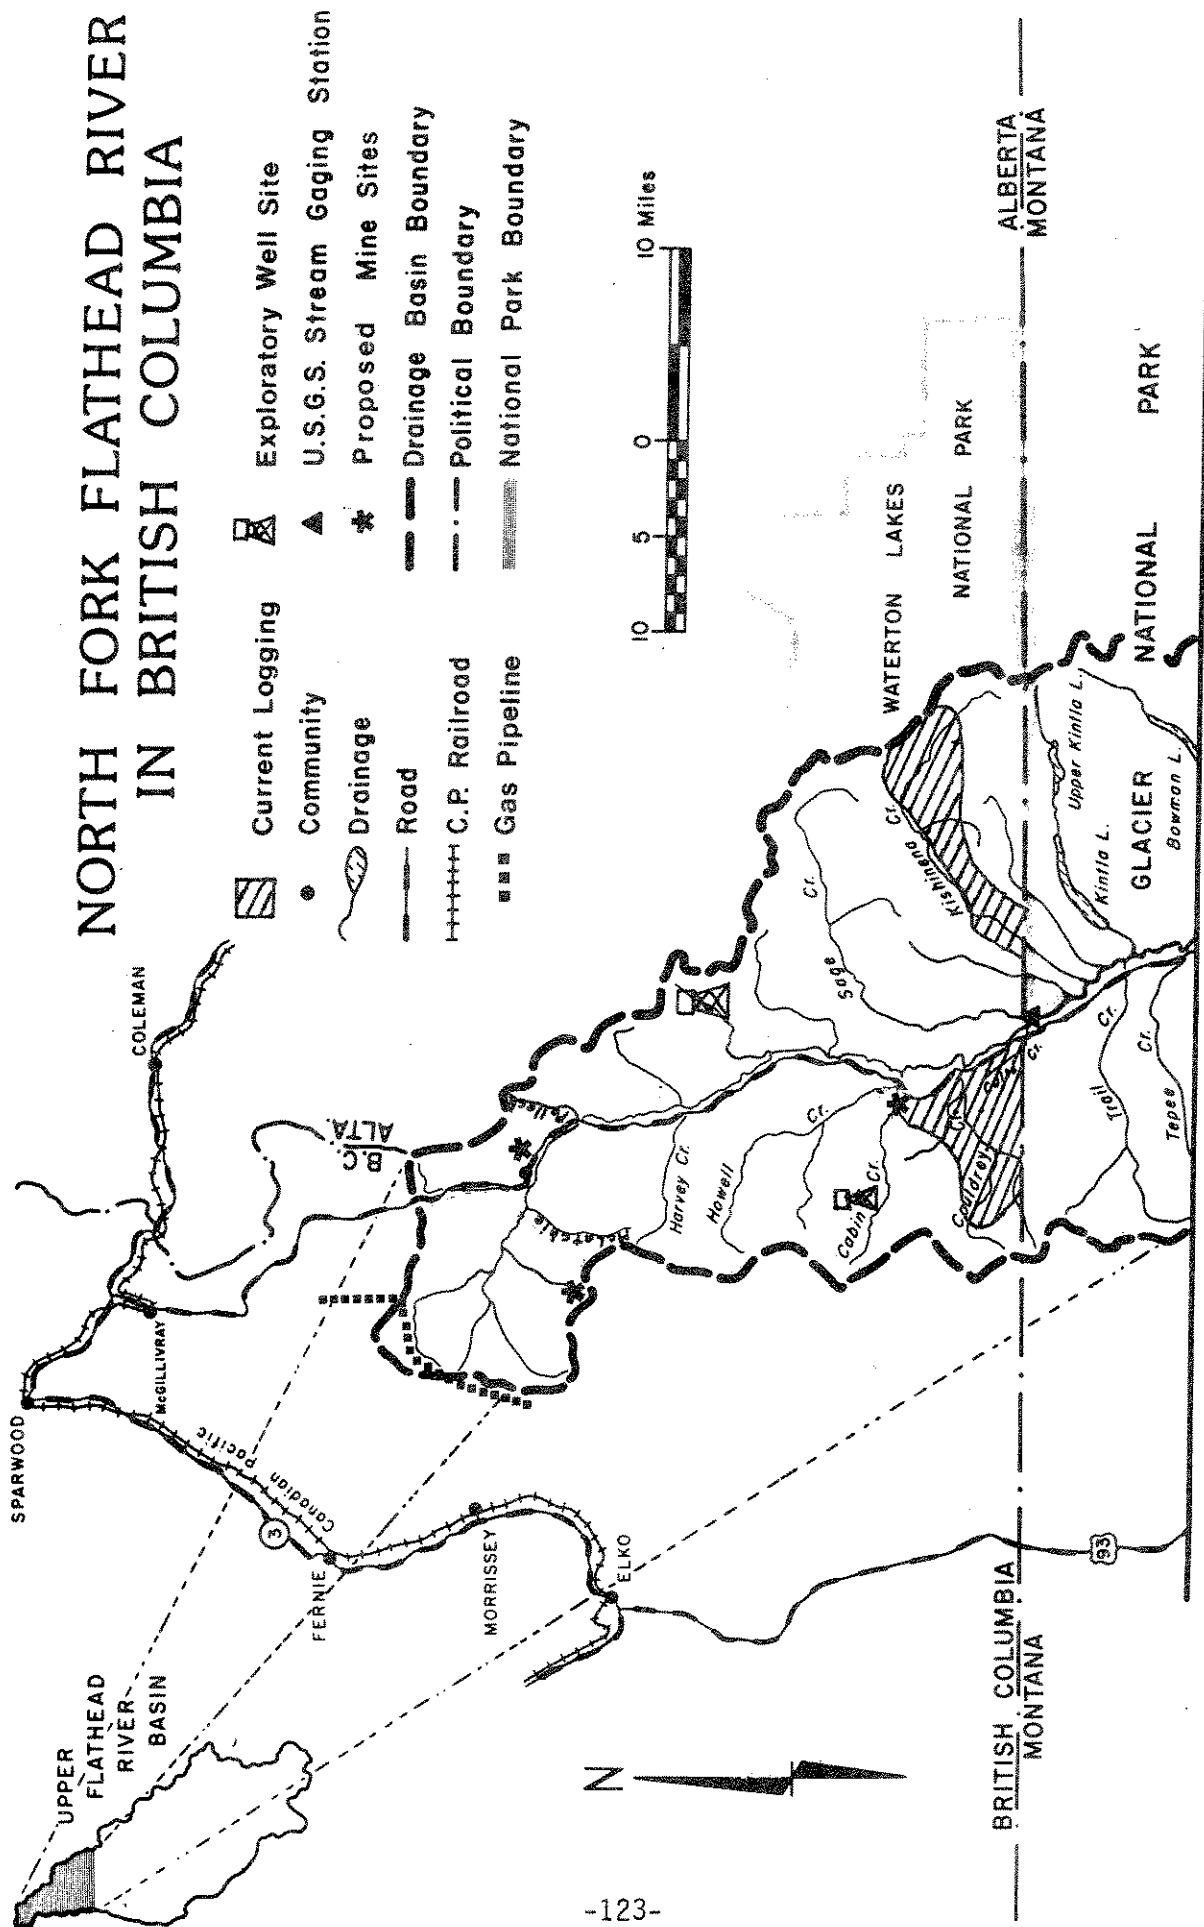 NORTH FORK FLATHEAD RIVER
IN BRITISH COLUMBIA
Current Logging
Community
Drainage
Road
C.P. Railroad
Gas Pipeline
Exploratory Well Site
U.S.G.S. Stream Gaging Station
Proposed Mine Sites
Drainage Basin Boundary
Political Boundary
National Park Boundary
10 5 0 10 Miles
UPPER
FLATHEAD
RIVER
BASIN
SPARWOOD
McGILLIVRAY
COLEMAN
Canadian Pacific
3
FERNIE
MORRISSEY
ELKO
B.C.
ALTA.
Harvey Cr.
Howell Cr.
Cabin Cr.
Couldrey Cr.
Sage Cr.
Kishinena Cr.
Trail Cr.
Tepee Cr.
Kintla L.
Upper Kintla L.
Bowman L.
WATERTON LAKES
NATIONAL PARK
GLACIER NATIONAL PARK
N
BRITISH COLUMBIA
MONTANA
ALBERTA
MONTANA
93
-123-